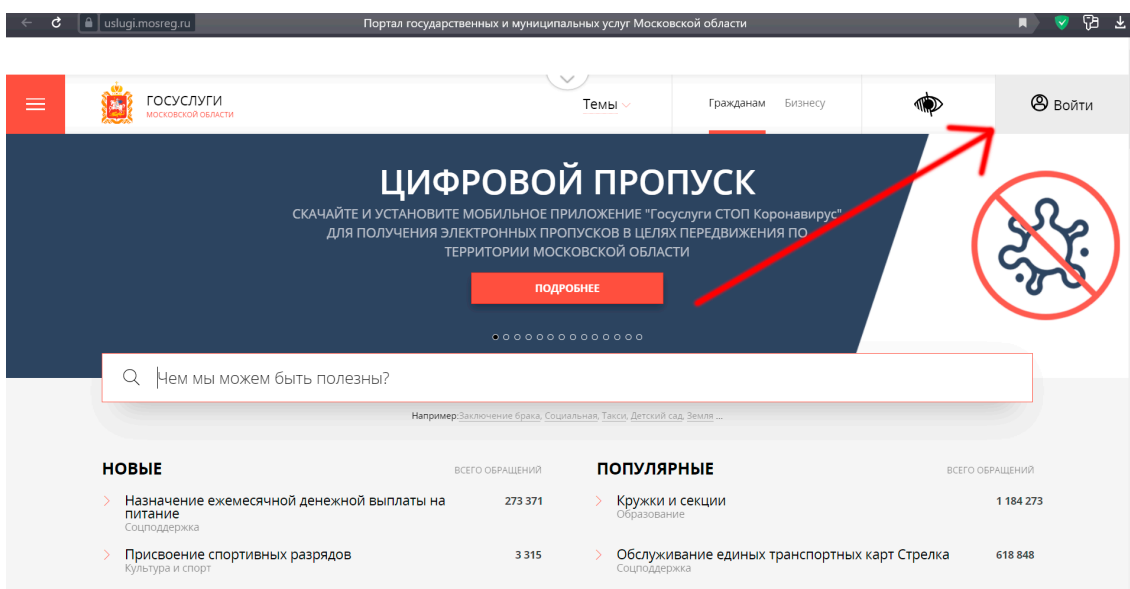 uslugi.mosreg.ru
Портал государственных и муниципальных услуг Московской области
ГОСУСЛУГИ
МОСКОВСКОЙ ОБЛАСТИ
Темы
Гражданам Бизнесу
Войти
ЦИФРОВОЙ ПРОПУСК
СКАЧАЙТЕ И УСТАНОВИТЕ МОБИЛЬНОЕ ПРИЛОЖЕНИЕ "Госуслуги СТОП Коронавирус"
ДЛЯ ПОЛУЧЕНИЯ ЭЛЕКТРОННЫХ ПРОПУСКОВ В ЦЕЛЯХ ПЕРЕДВИЖЕНИЯ ПО
ТЕРРИТОРИИ МОСКОВСКОЙ ОБЛАСТИ
ПОДРОБНЕЕ
Чем мы можем быть полезны?
Например:Заключение брака, Социальная, Такси, Детский сад, Земля ...
НОВЫЕ
ВСЕГО ОБРАЩЕНИЙ
Назначение ежемесячной денежной выплаты на
питание
273 371
Соцподдержка
Присвоение спортивных разрядов
3 315
Культура и спорт
ПОПУЛЯРНЫЕ
ВСЕГО ОБРАЩЕНИЙ
Кружки и секции
1 184 273
Образование
Обслуживание единых транспортных карт Стрелка
618 848
Соцподдержка